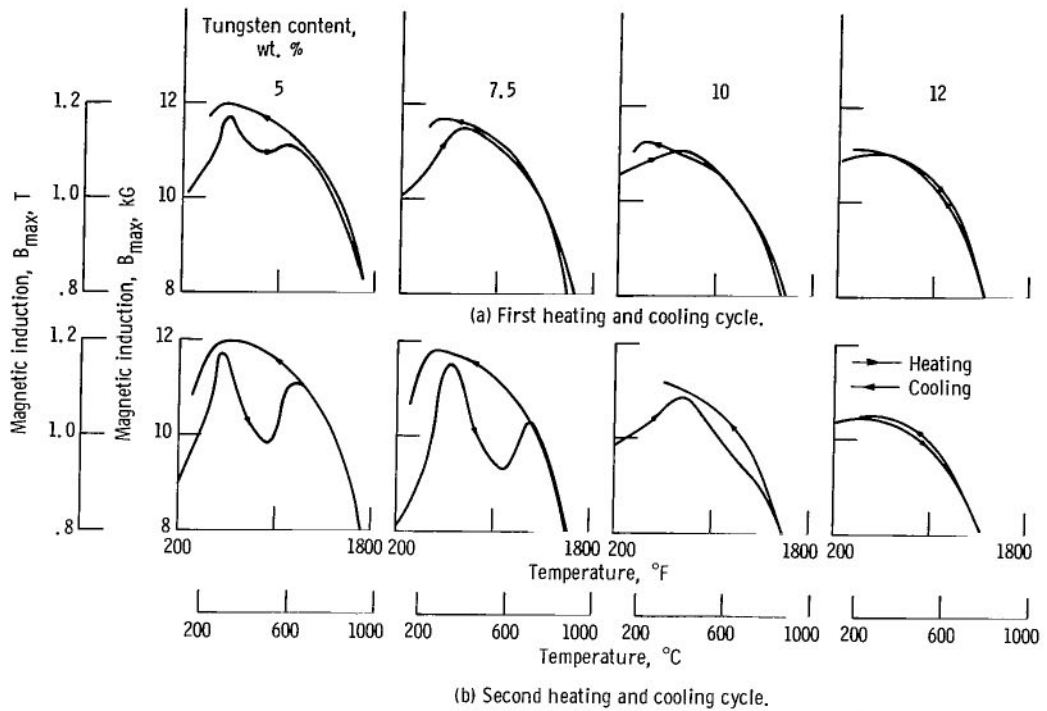 Tungsten content,
wt. %
5
7.5
10
12
1.2
1.0
.8
12
10
8
Magnetic induction, Bmax, T
Magnetic induction, Bmax, kG
(a) First heating and cooling cycle.
1.2
1.0
.8
12
10
8
Heating
Cooling
200 1800 200 1800 200 1800 200 1800
Temperature, °F
200 600 1000 200 600 1000 200 600 1000 200 600 1000
Temperature, °C
(b) Second heating and cooling cycle.